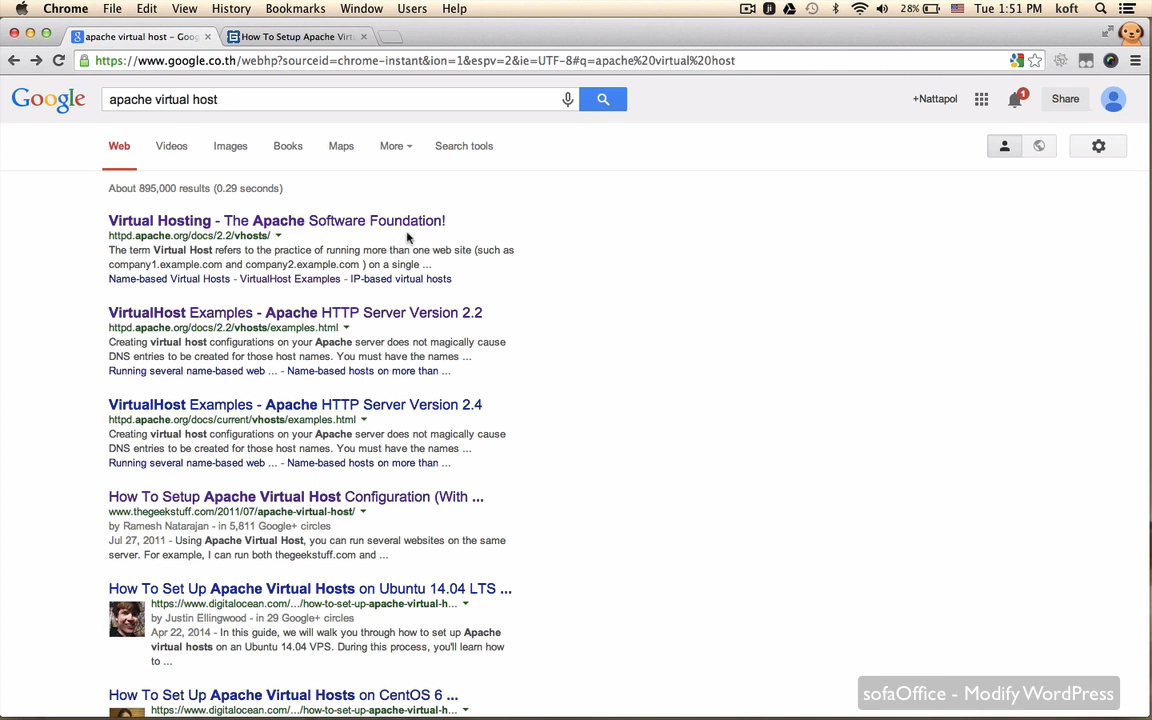 Chrome File Edit View History Bookmarks Window Users Help 28% Tue 1:51 PM koft
apache virtual host – Goog × How To Setup Apache Virt ×
https://www.google.co.th/webhp?sourceid=chrome-instant&ion=1&espv=2&ie=UTF-8#q=apache%20virtual%20host
Google apache virtual host +Nattapol 1 Share
Web Videos Images Books Maps More Search tools
About 895,000 results (0.29 seconds)
Virtual Hosting - The Apache Software Foundation!
httpd.apache.org/docs/2.2/vhosts/
The term Virtual Host refers to the practice of running more than one web site (such as
company1.example.com and company2.example.com ) on a single ...
Name-based Virtual Hosts - VirtualHost Examples - IP-based virtual hosts
VirtualHost Examples - Apache HTTP Server Version 2.2
httpd.apache.org/docs/2.2/vhosts/examples.html
Creating virtual host configurations on your Apache server does not magically cause
DNS entries to be created for those host names. You must have the names ...
Running several name-based web ... - Name-based hosts on more than ...
VirtualHost Examples - Apache HTTP Server Version 2.4
httpd.apache.org/docs/current/vhosts/examples.html
Creating virtual host configurations on your Apache server does not magically cause
DNS entries to be created for those host names. You must have the names ...
Running several name-based web ... - Name-based hosts on more than ...
How To Setup Apache Virtual Host Configuration (With ...
www.thegeekstuff.com/2011/07/apache-virtual-host/
by Ramesh Natarajan - in 5,811 Google+ circles
Jul 27, 2011 - Using Apache Virtual Host, you can run several websites on the same
server. For example, I can run both thegeekstuff.com and ...
How To Set Up Apache Virtual Hosts on Ubuntu 14.04 LTS ...
https://www.digitalocean.com/.../how-to-set-up-apache-virtual-h...
by Justin Ellingwood - in 29 Google+ circles
Apr 22, 2014 - In this guide, we will walk you through how to set up Apache
virtual hosts on an Ubuntu 14.04 VPS. During this process, you'll learn how
to ...
How To Set Up Apache Virtual Hosts on CentOS 6 ...
https://www.digitalocean.com/.../how-to-set-up-apache-virtual-h...
sofaOffice - Modify WordPress